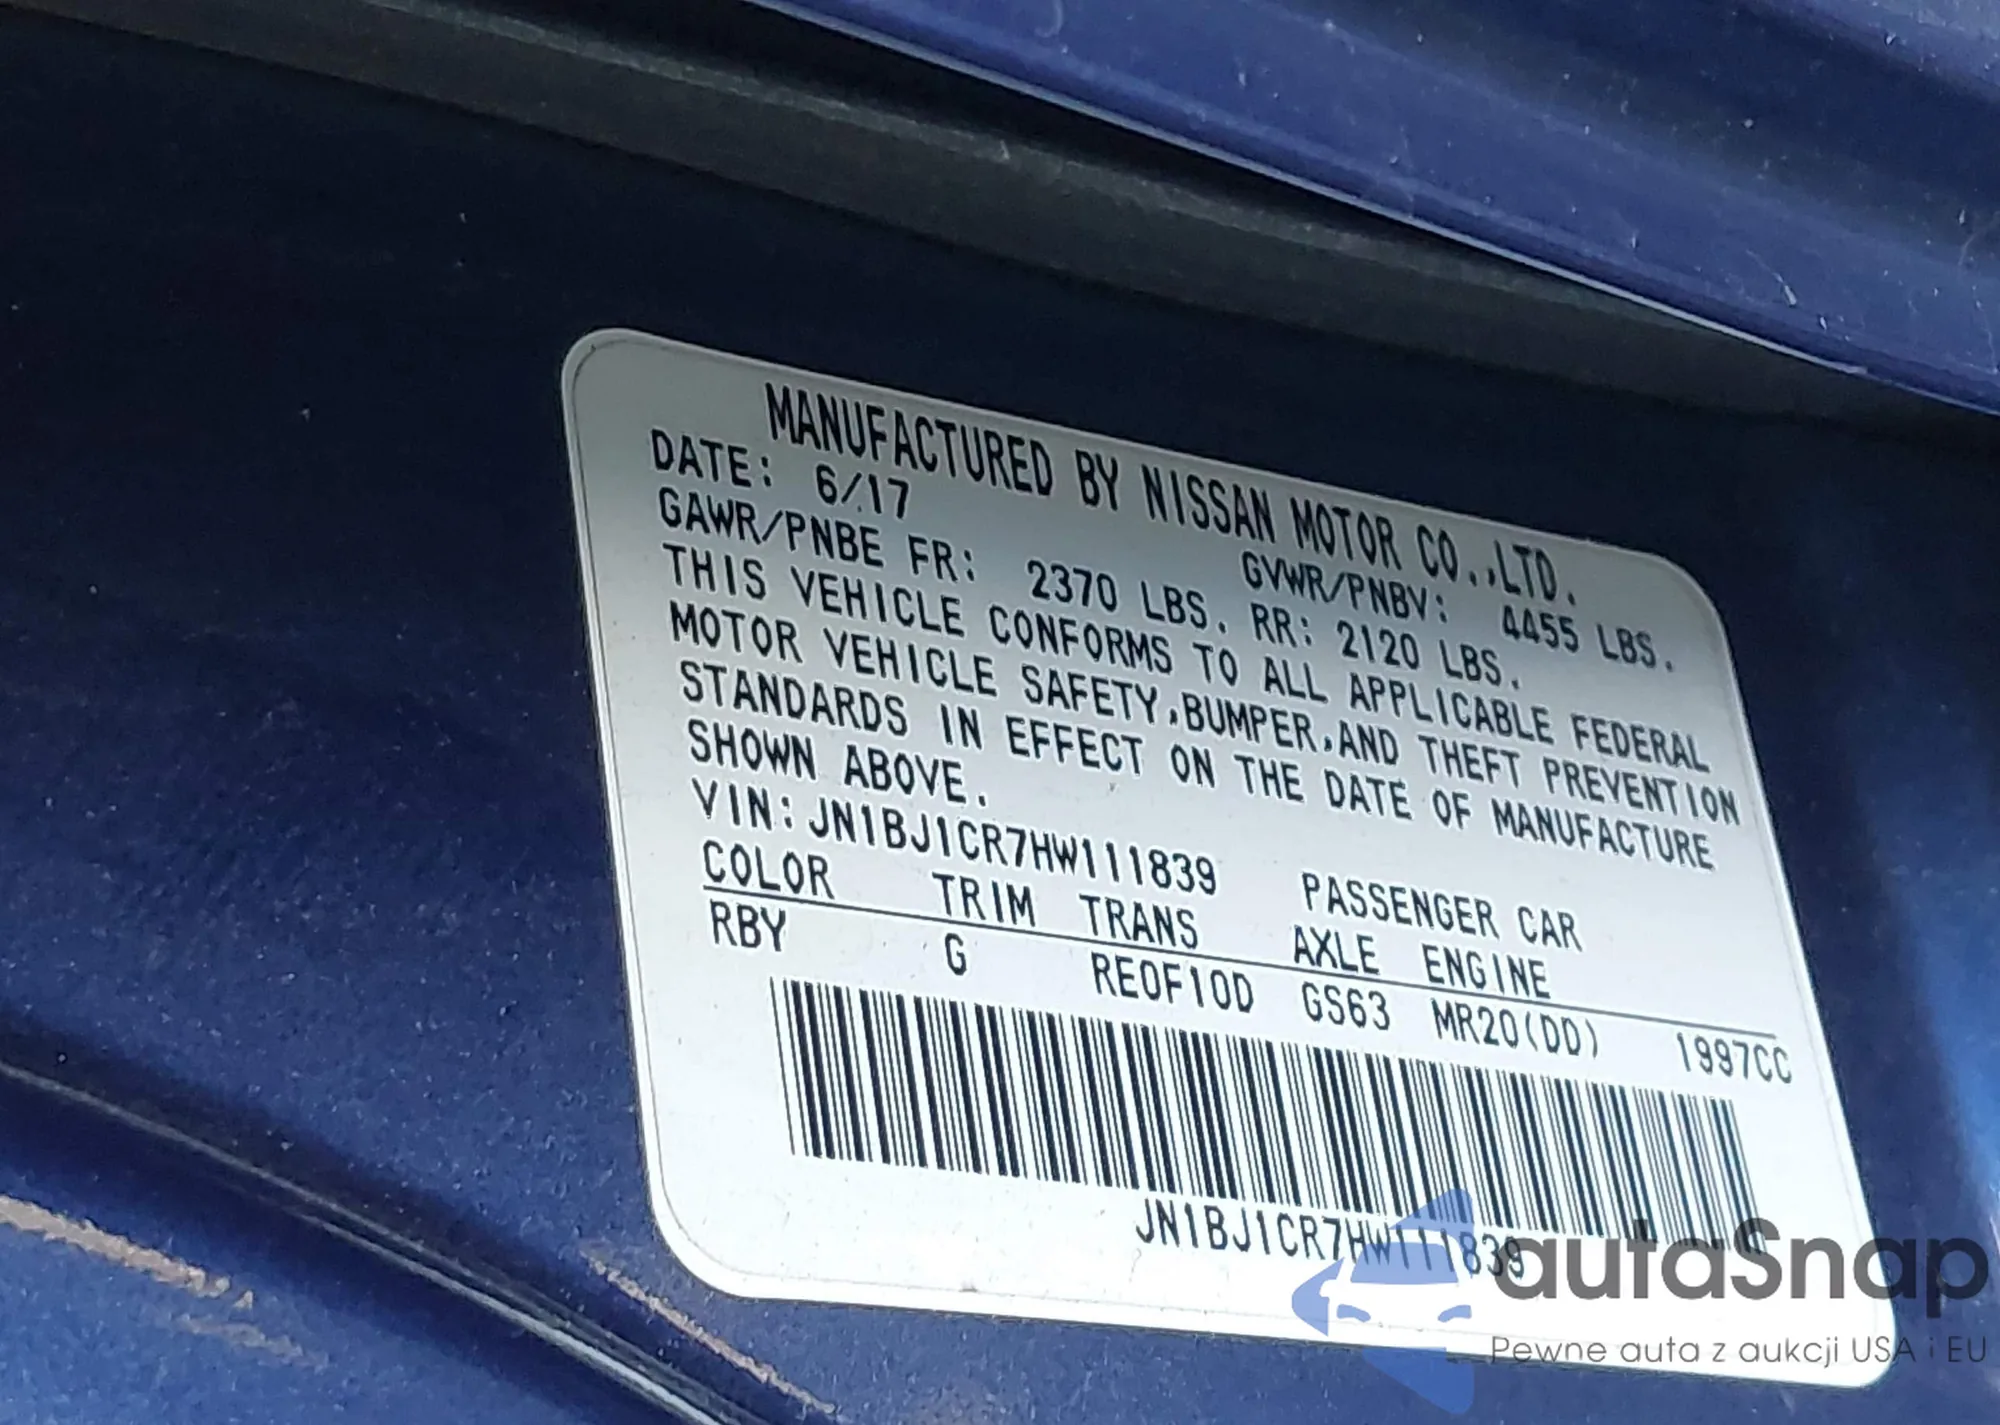 MANUFACTURED BY NISSAN MOTOR CO.,LTD.
DATE: 6/17 GVWR/PNBV: 4455 LBS.
GAWR/PNBE FR: 2370 LBS. RR: 2120 LBS.
THIS VEHICLE CONFORMS TO ALL APPLICABLE FEDERAL
MOTOR VEHICLE SAFETY,BUMPER,AND THEFT PREVENTION
STANDARDS IN EFFECT ON THE DATE OF MANUFACTURE
SHOWN ABOVE.
VIN:JN1BJ1CR7HW111839 PASSENGER CAR
COLOR TRIM TRANS AXLE ENGINE
RBY G RE0F10D GS63 MR20(DD) 1997CC
JN1BJ1CR7HW111839
autaSnap
Pewne auta z aukcji USA i EU